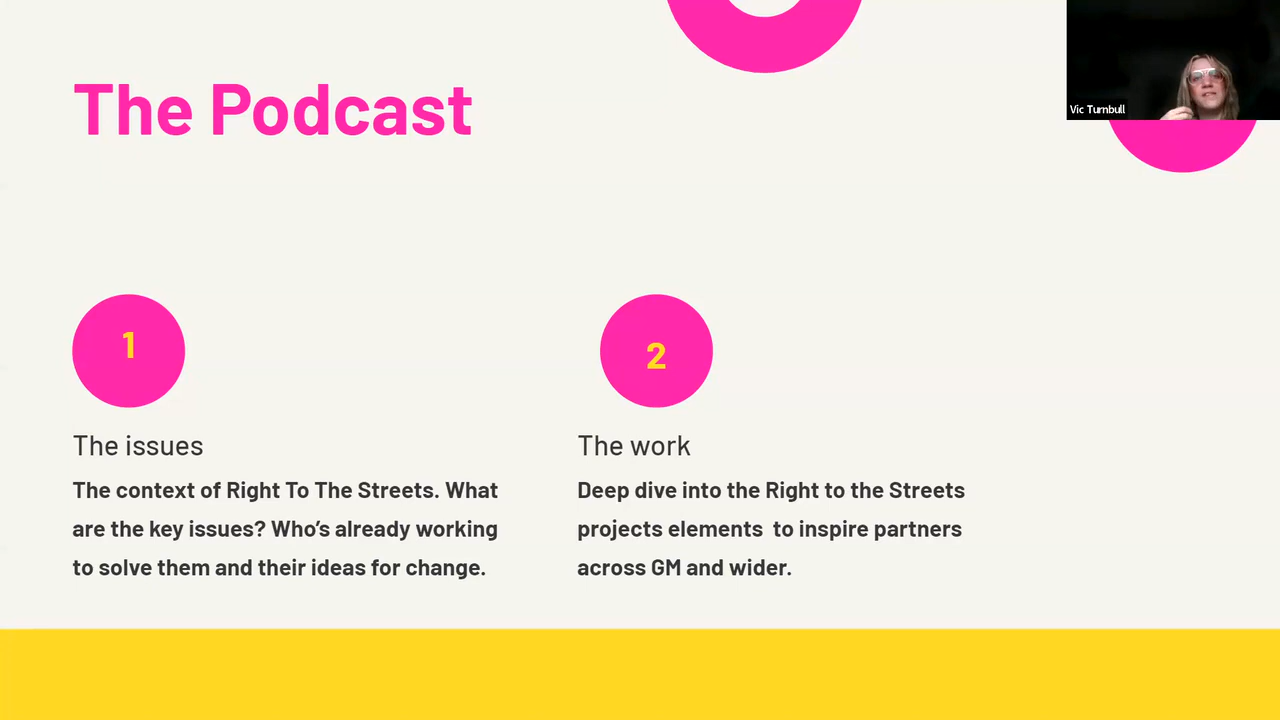 The Podcast
Vic Turnbull
1
2
The issues
The context of Right To The Streets. What
are the key issues? Who’s already working
to solve them and their ideas for change.
The work
Deep dive into the Right to the Streets
projects elements  to inspire partners
across GM and wider.